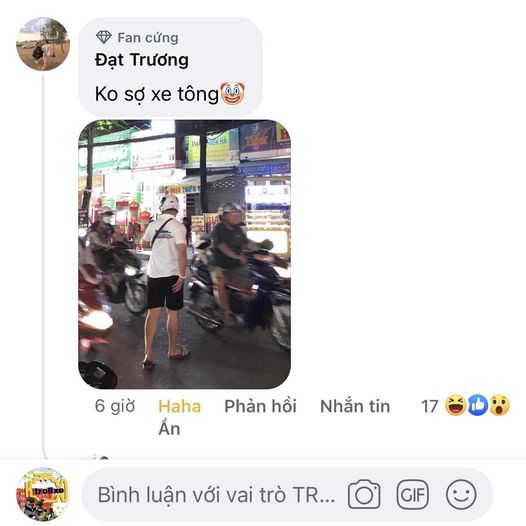 Fan cứng
Đạt Trương
Ko sợ xe tông🤡
6 giờ Haha Phản hồi Nhắn tin 17
Ẩn
trollxe
Bình luận với vai trò TR...
GIF